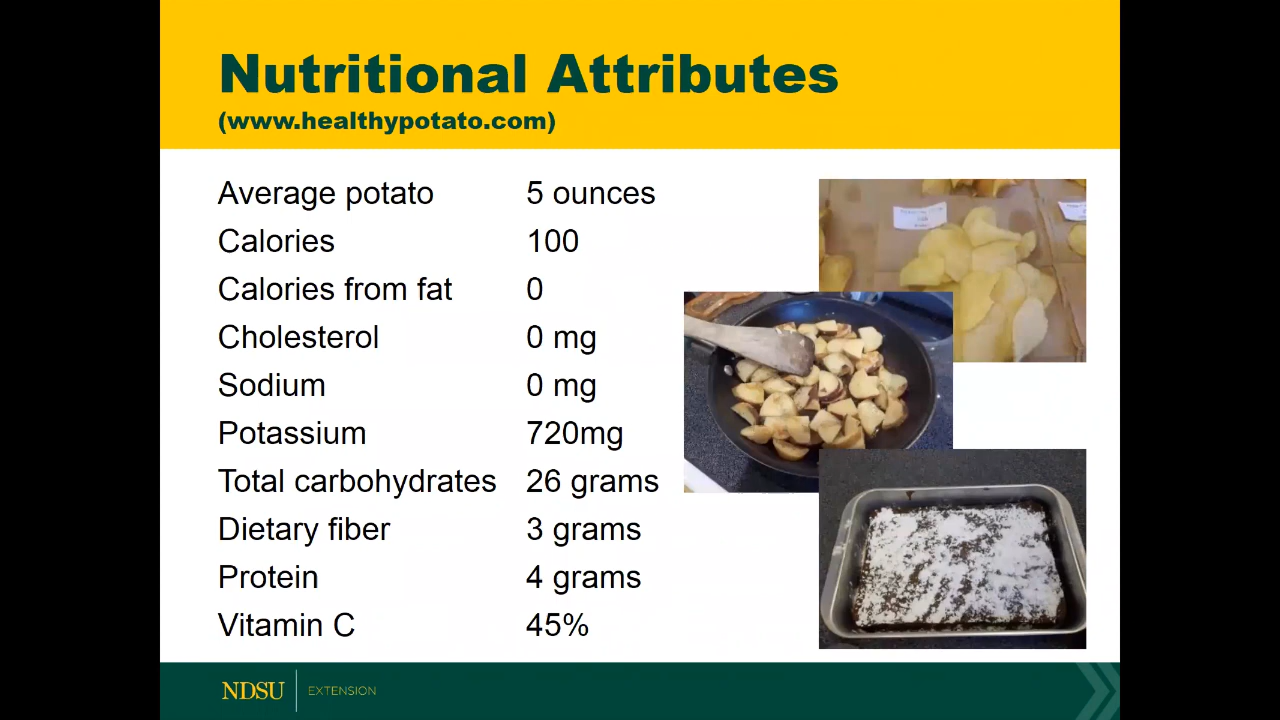 Nutritional Attributes
(www.healthypotato.com)
Average potato 5 ounces
Calories 100
Calories from fat 0
Cholesterol 0 mg
Sodium 0 mg
Potassium 720mg
Total carbohydrates 26 grams
Dietary fiber 3 grams
Protein 4 grams
Vitamin C 45%
NDSU EXTENSION